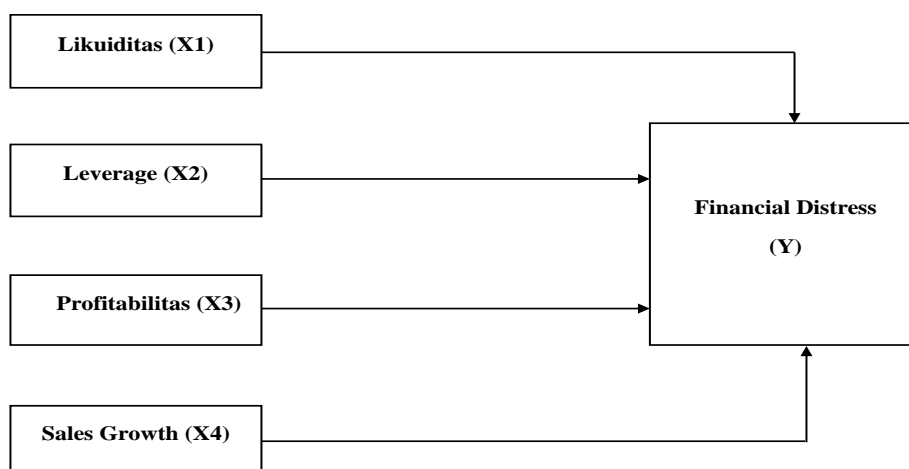 Likuiditas (X1)
Leverage (X2)
Financial Distress
(Y)
Profitabilitas (X3)
Sales Growth (X4)